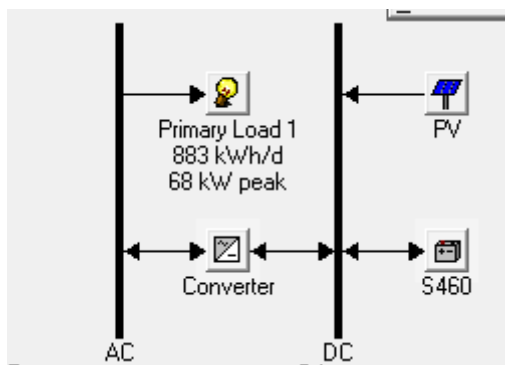 Primary Load 1
883 kWh/d
68 kW peak
PV
Converter
S460
AC
DC